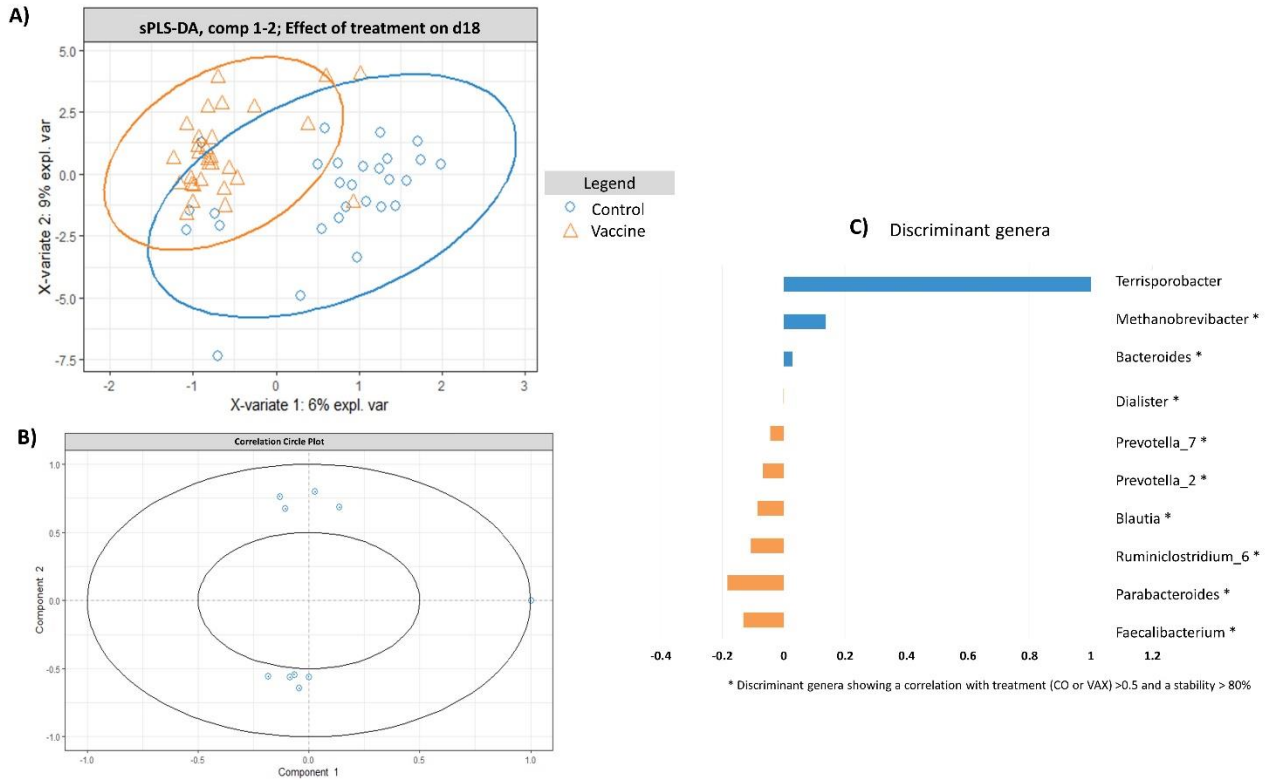 A)
sPLS-DA, comp 1-2; Effect of treatment on d18
X-variate 2: 9% expl. var
5.0
2.5
0.0
-2.5
-5.0
-7.5
-2
-1
0
1
2
3
X-variate 1: 6% expl. var
Legend
Control
Vaccine
B)
Correlation Circle Plot
Component 2
1.0
0.5
0.0
-0.5
-1.0
-1.0
-0.5
0.0
0.5
1.0
Component 1
C) Discriminant genera
Terrisporobacter
Methanobrevibacter *
Bacteroides *
Dialister *
Prevotella_7 *
Prevotella_2 *
Blautia *
Ruminiclostridium_6 *
Parabacteroides *
Faecalibacterium *
-0.4
-0.2
0
0.2
0.4
0.6
0.8
1
1.2
* Discriminant genera showing a correlation with treatment (CO or VAX) >0.5 and a stability > 80%